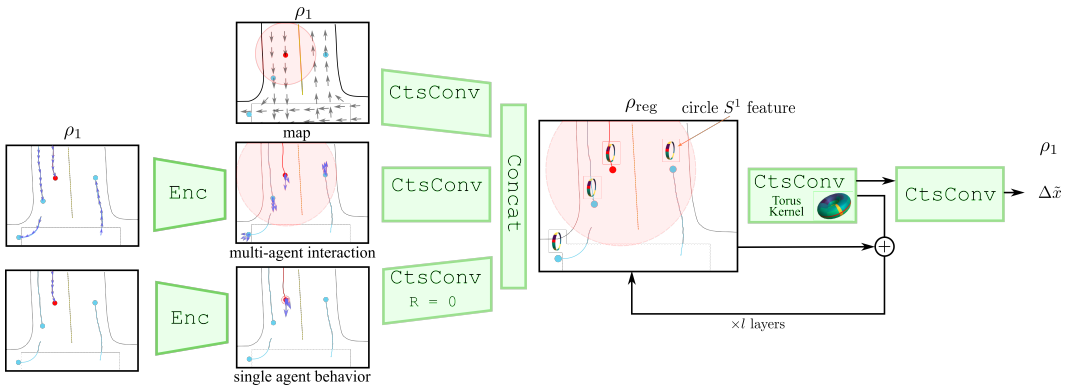 ρ₁
CtsConv
map
ρ₁
Enc
CtsConv
multi-agent interaction
Enc
CtsConv
R = 0
single agent behavior
Concat
ρreg
circle S¹ feature
CtsConv
Torus
Kernel
+
×l layers
CtsConv
ρ₁
Δx̃